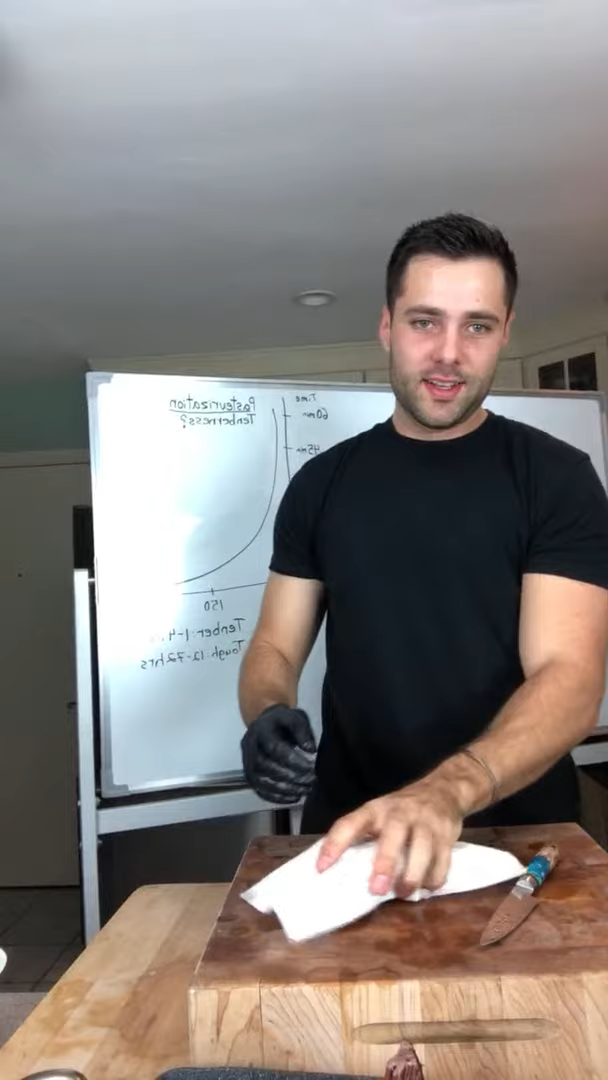 Pasteurization
Tenderness?
Time
60min
45min
150
Tender: 1-4
Tough: 12-72hrs